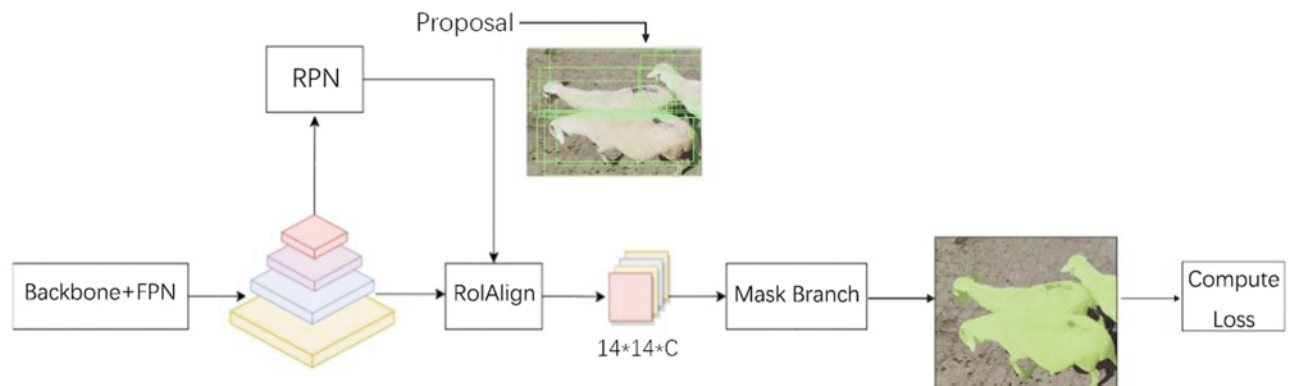 Proposal
RPN
Backbone+FPN
RoIAlign
14*14*C
Mask Branch
Compute
Loss